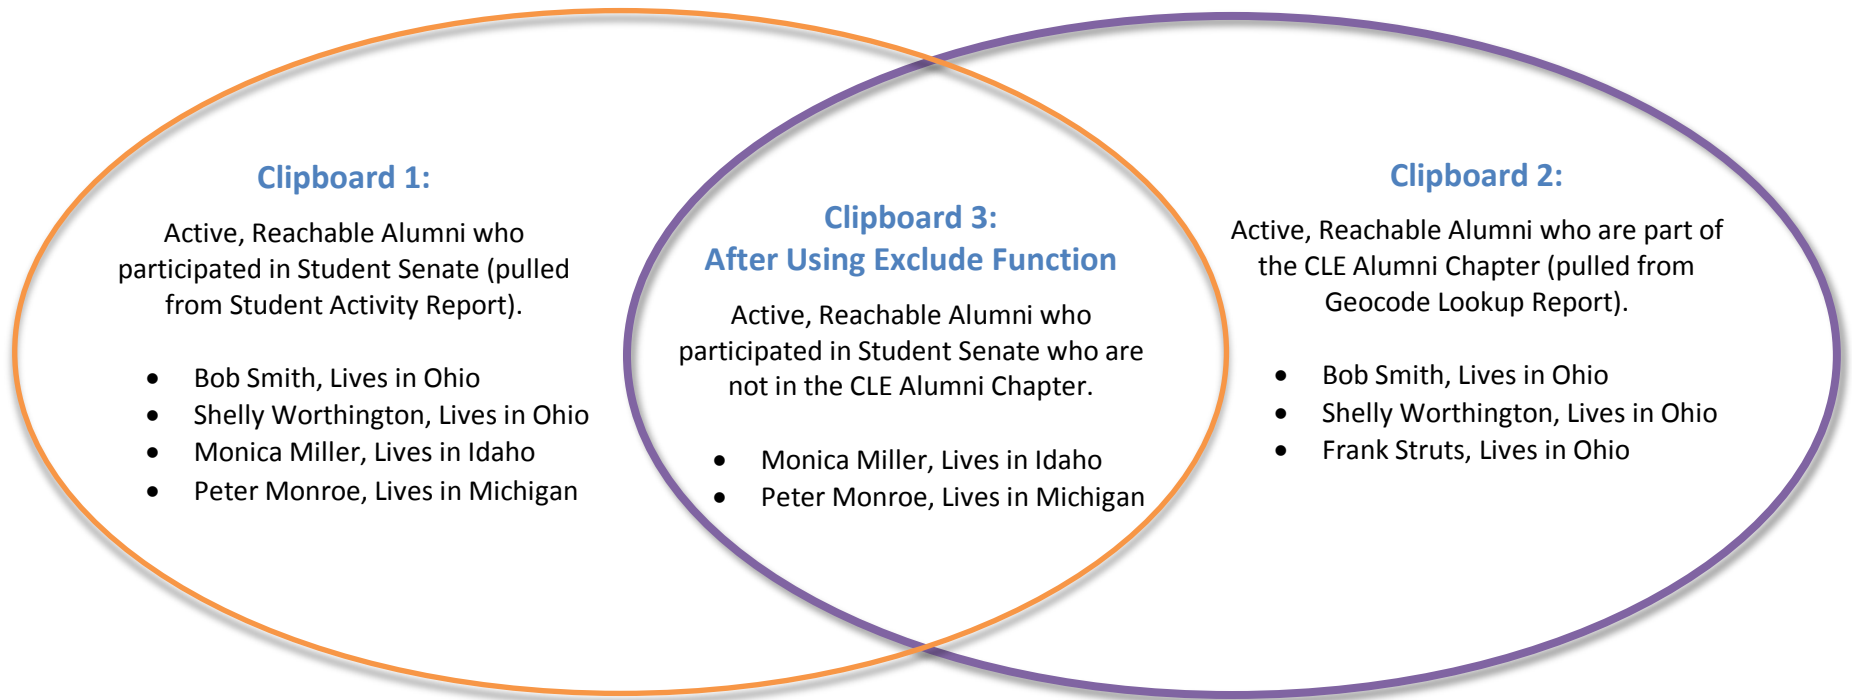 Clipboard 1:
Active, Reachable Alumni who
participated in Student Senate (pulled
from Student Activity Report).
• Bob Smith, Lives in Ohio
• Shelly Worthington, Lives in Ohio
• Monica Miller, Lives in Idaho
• Peter Monroe, Lives in Michigan
Clipboard 3:
After Using Exclude Function
Active, Reachable Alumni who
participated in Student Senate who are
not in the CLE Alumni Chapter.
• Monica Miller, Lives in Idaho
• Peter Monroe, Lives in Michigan
Clipboard 2:
Active, Reachable Alumni who are part of
the CLE Alumni Chapter (pulled from
Geocode Lookup Report).
• Bob Smith, Lives in Ohio
• Shelly Worthington, Lives in Ohio
• Frank Struts, Lives in Ohio